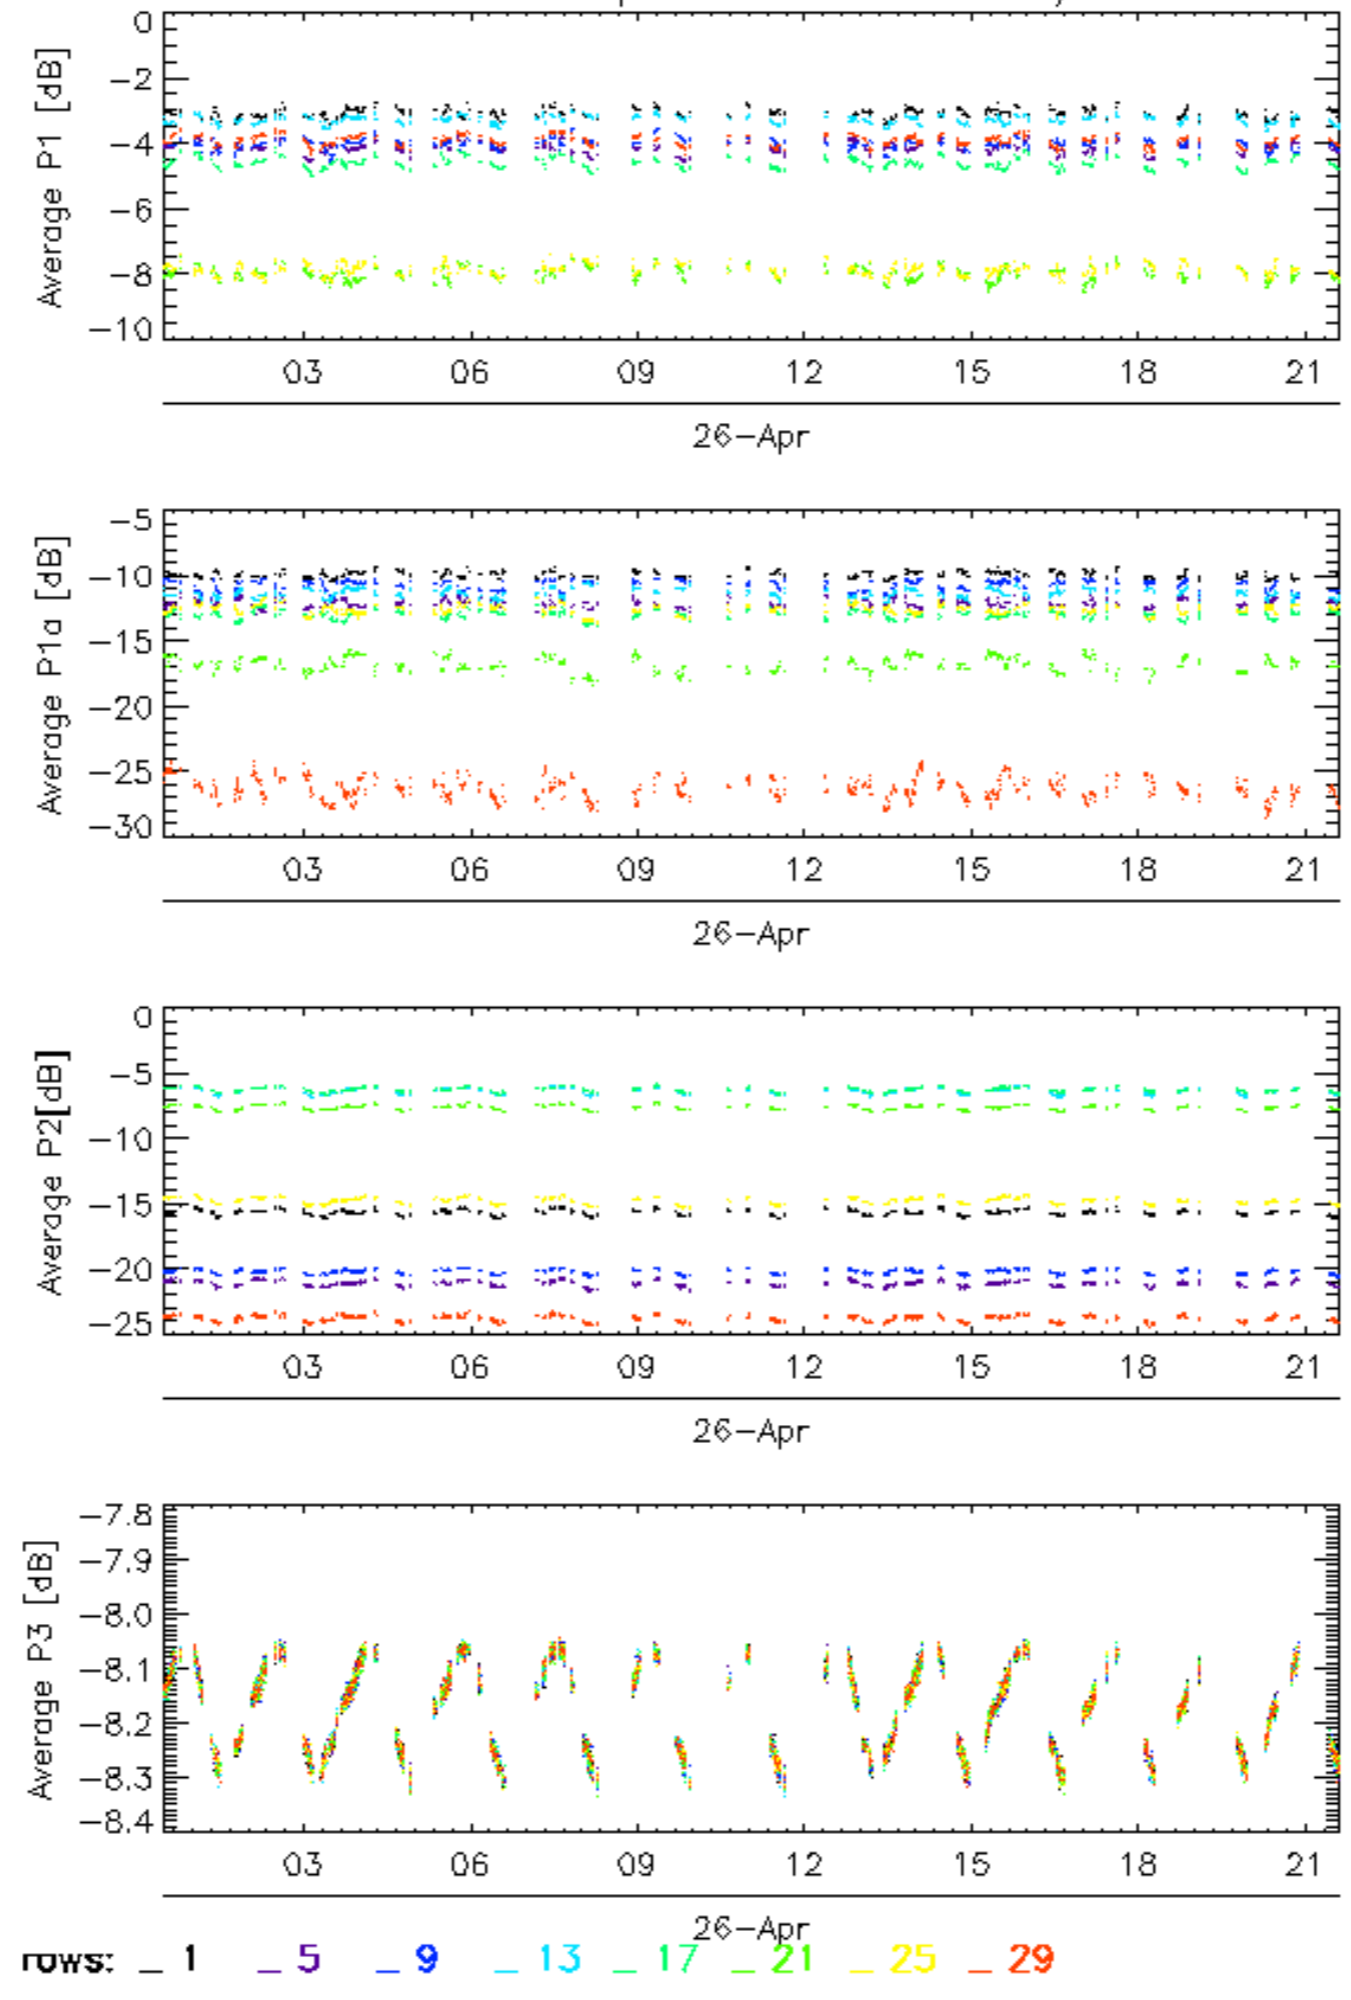 Average P1 [dB]
0
−2
−4
−6
−8
−10
03 06 09 12 15 18 21
26−Apr
Average P1a [dB]
−5
−10
−15
−20
−25
−30
03 06 09 12 15 18 21
26−Apr
Average P2[dB]
0
−5
−10
−15
−20
−25
03 06 09 12 15 18 21
26−Apr
Average P3 [dB]
−7.8
−7.9
−8.0
−8.1
−8.2
−8.3
−8.4
03 06 09 12 15 18 21
26−Apr
rows: _ 1 _ 5 _ 9 _ 13 _ 17 _ 21 _ 25 _ 29